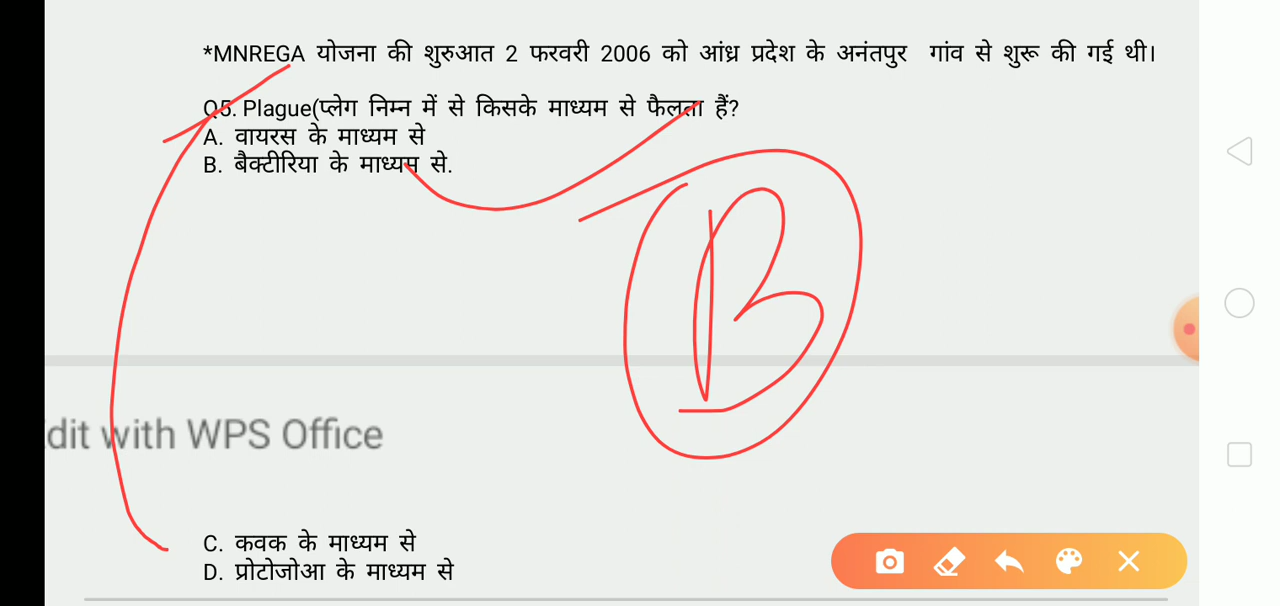 *MNREGA योजना की शुरुआत 2 फरवरी 2006 को आंध्र प्रदेश के अनंतपुर गांव से शुरू की गई थी।
Q5. Plague(प्लेग निम्न में से किसके माध्यम से फैलता हैं?
A. वायरस के माध्यम से
B. बैक्टीरिया के माध्यम से.
B
dit with WPS Office
C. कवक के माध्यम से
D. प्रोटोजोआ के माध्यम से